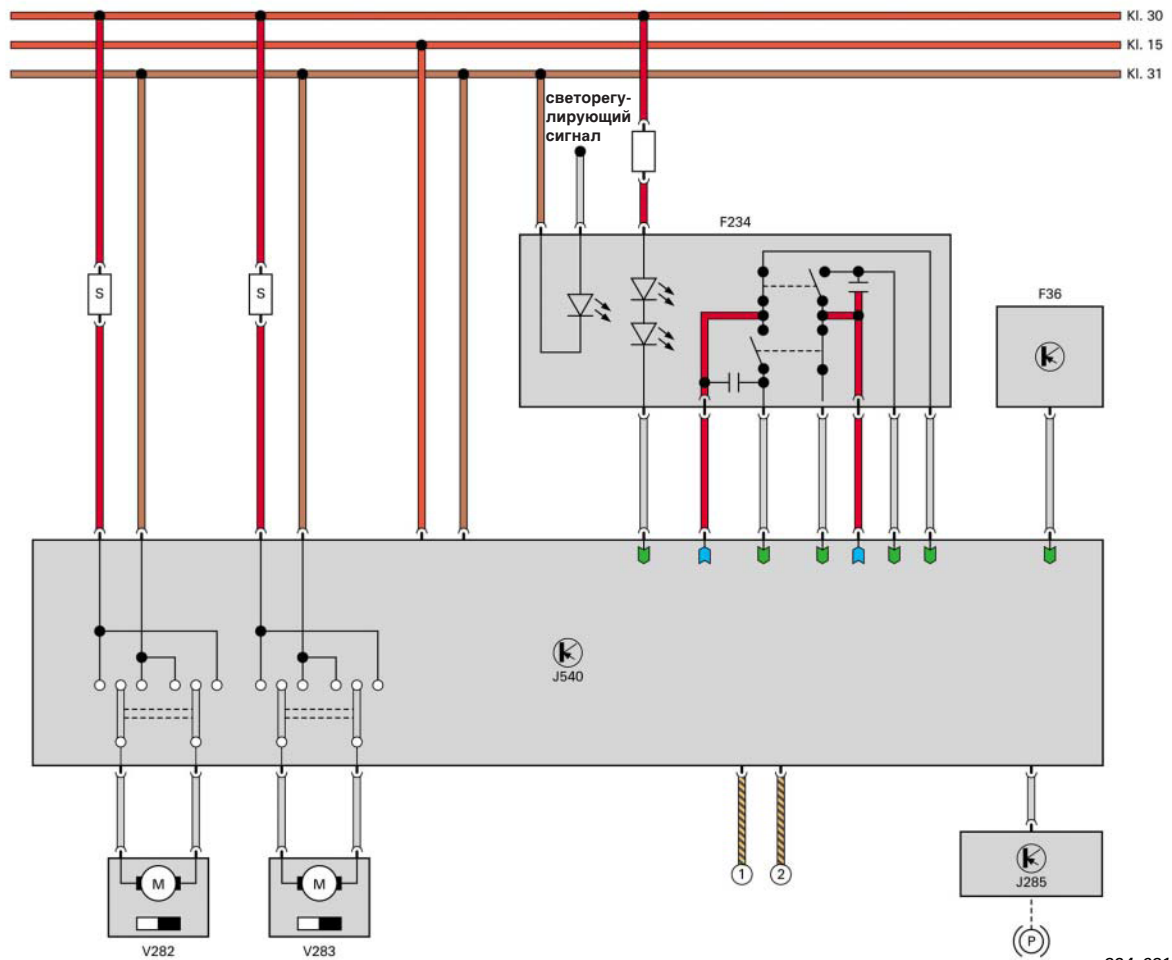 Kl. 30
Kl. 15
Kl. 31
светорегу-
лирующий
сигнал
F234
S
S
F36
J540
M
M
1
2
J285
P
V282
V283